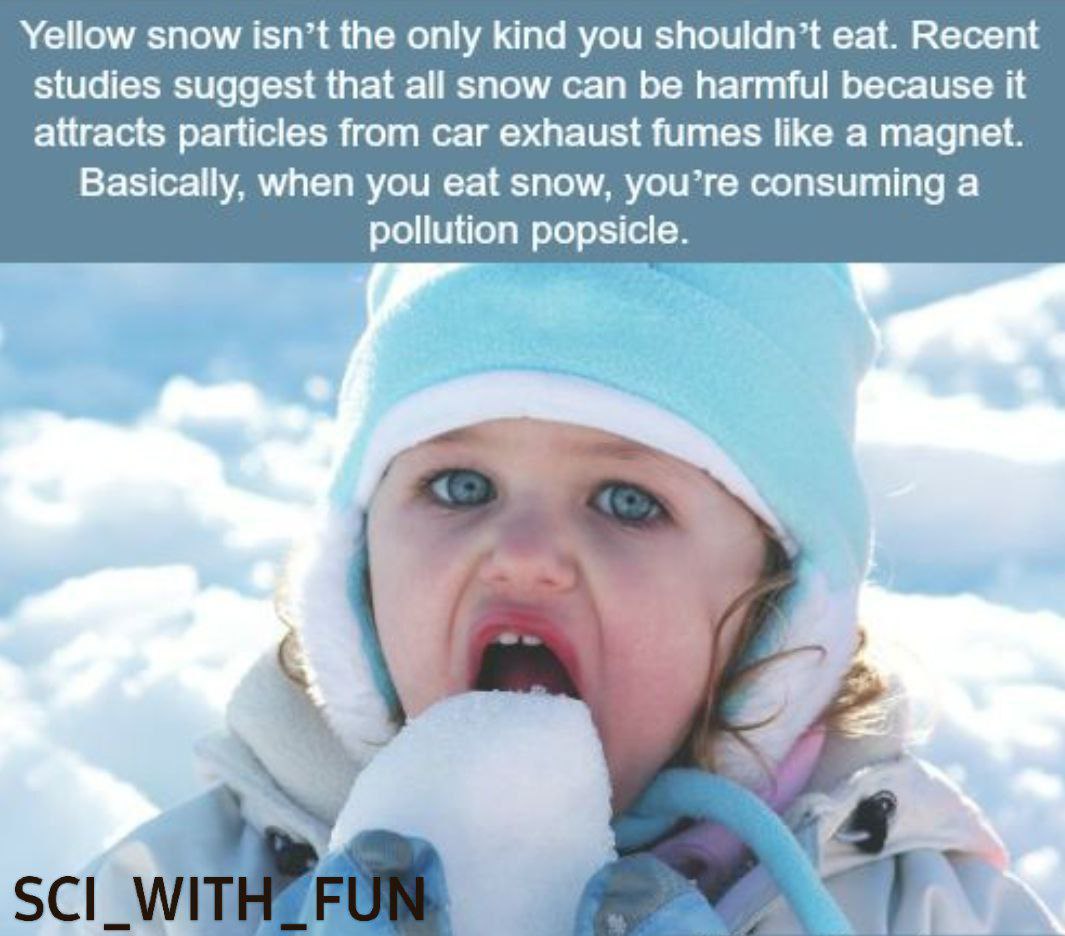 Yellow snow isn’t the only kind you shouldn’t eat. Recent
studies suggest that all snow can be harmful because it
attracts particles from car exhaust fumes like a magnet.
Basically, when you eat snow, you’re consuming a
pollution popsicle.
SCI_WITH_FUN